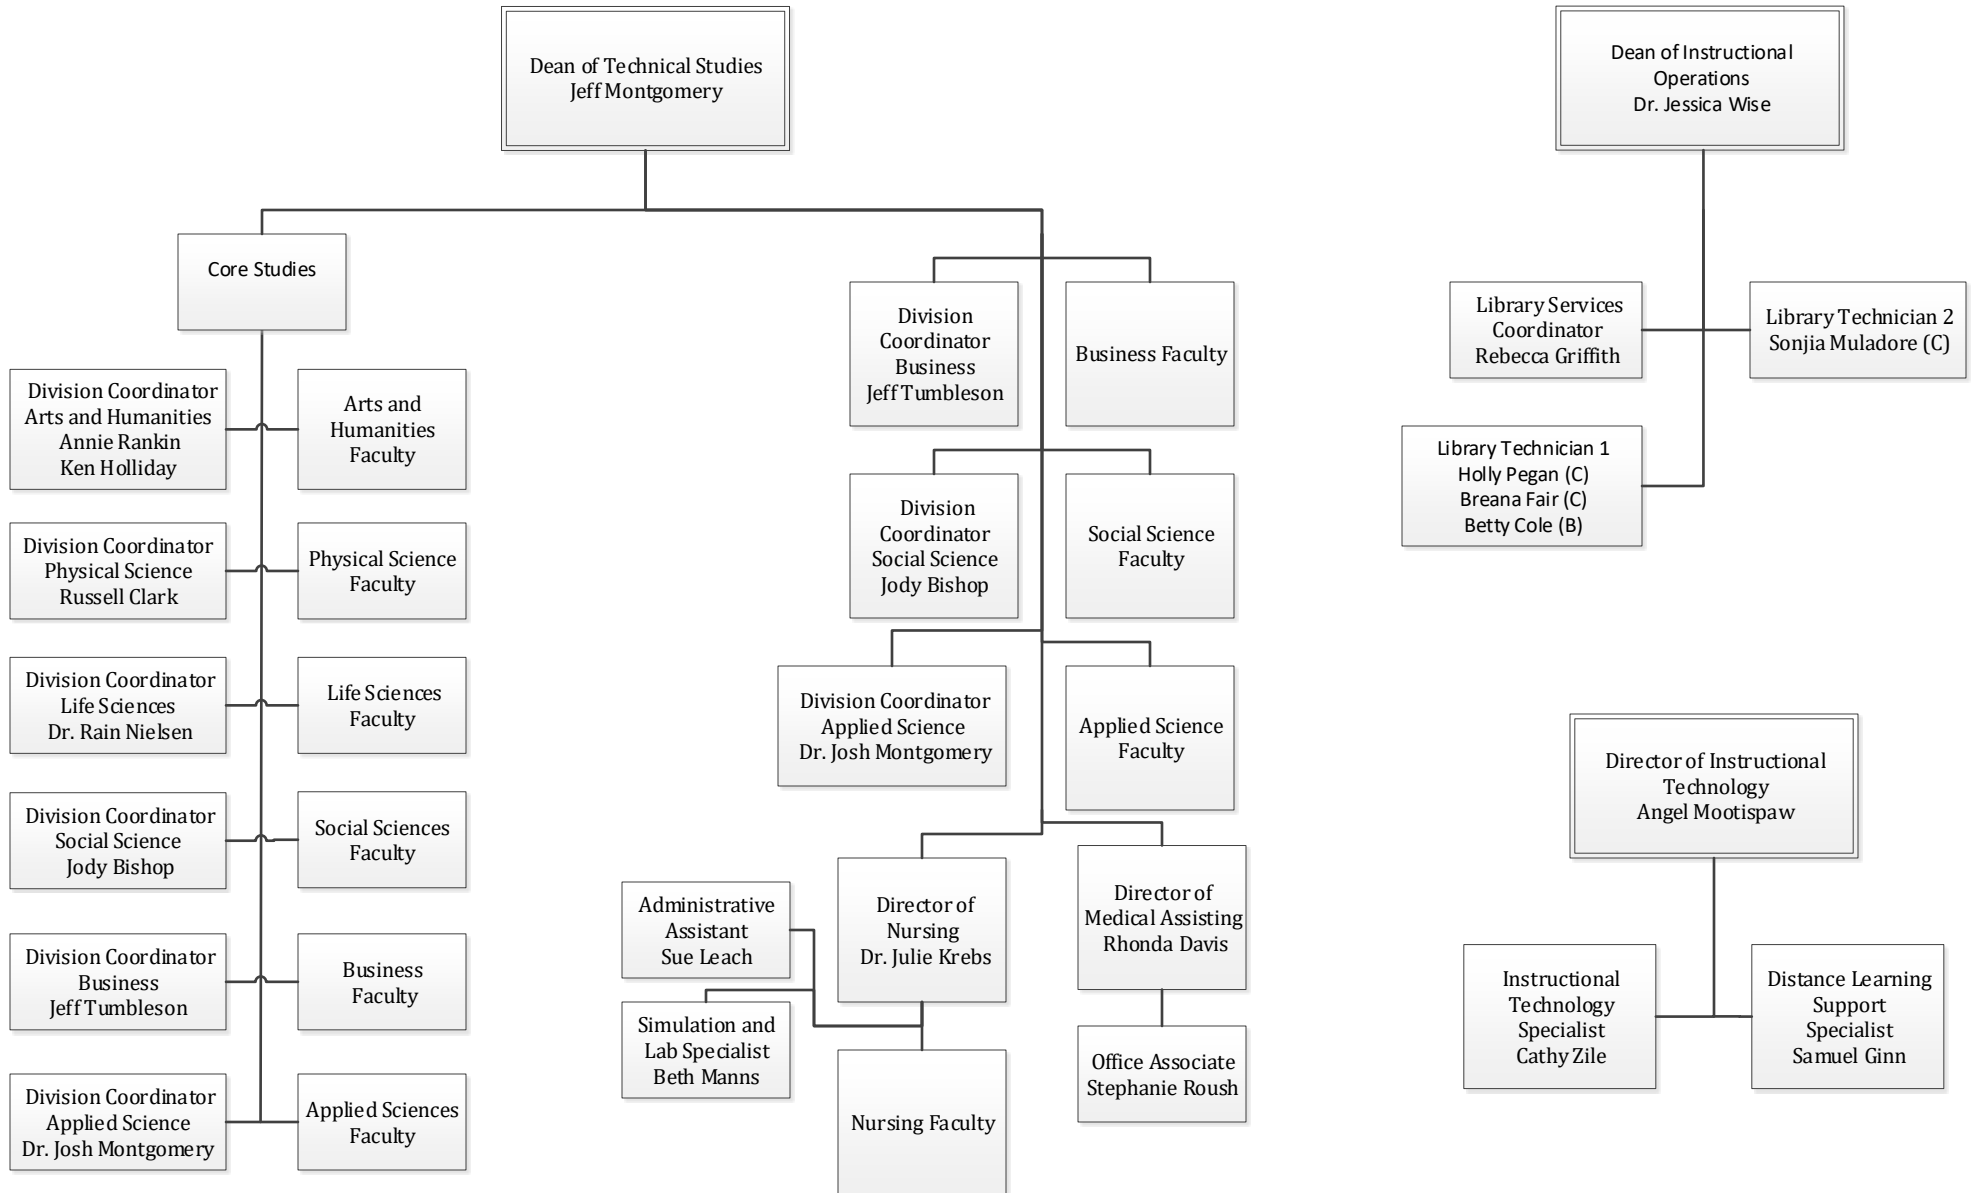 Dean of Technical Studies
Jeff Montgomery
Dean of Instructional
Operations
Dr. Jessica Wise
Core Studies
Division Coordinator
Arts and Humanities
Annie Rankin
Ken Holliday
Arts and
Humanities
Faculty
Division Coordinator
Physical Science
Russell Clark
Physical Science
Faculty
Division Coordinator
Life Sciences
Dr. Rain Nielsen
Life Sciences
Faculty
Division Coordinator
Social Science
Jody Bishop
Social Sciences
Faculty
Division Coordinator
Business
Jeff Tumbleson
Business
Faculty
Division Coordinator
Applied Science
Dr. Josh Montgomery
Applied Sciences
Faculty
Division
Coordinator
Business
Jeff Tumbleson
Business Faculty
Division
Coordinator
Social Science
Jody Bishop
Social Science
Faculty
Division Coordinator
Applied Science
Dr. Josh Montgomery
Applied Science
Faculty
Administrative
Assistant
Sue Leach
Simulation and
Lab Specialist
Beth Manns
Director of
Nursing
Dr. Julie Krebs
Nursing Faculty
Director of
Medical Assisting
Rhonda Davis
Office Associate
Stephanie Roush
Library Services
Coordinator
Rebecca Griffith
Library Technician 2
Sonjia Muladore (C)
Library Technician 1
Holly Pegan (C)
Breana Fair (C)
Betty Cole (B)
Director of Instructional
Technology
Angel Mootispaw
Instructional
Technology
Specialist
Cathy Zile
Distance Learning
Support
Specialist
Samuel Ginn